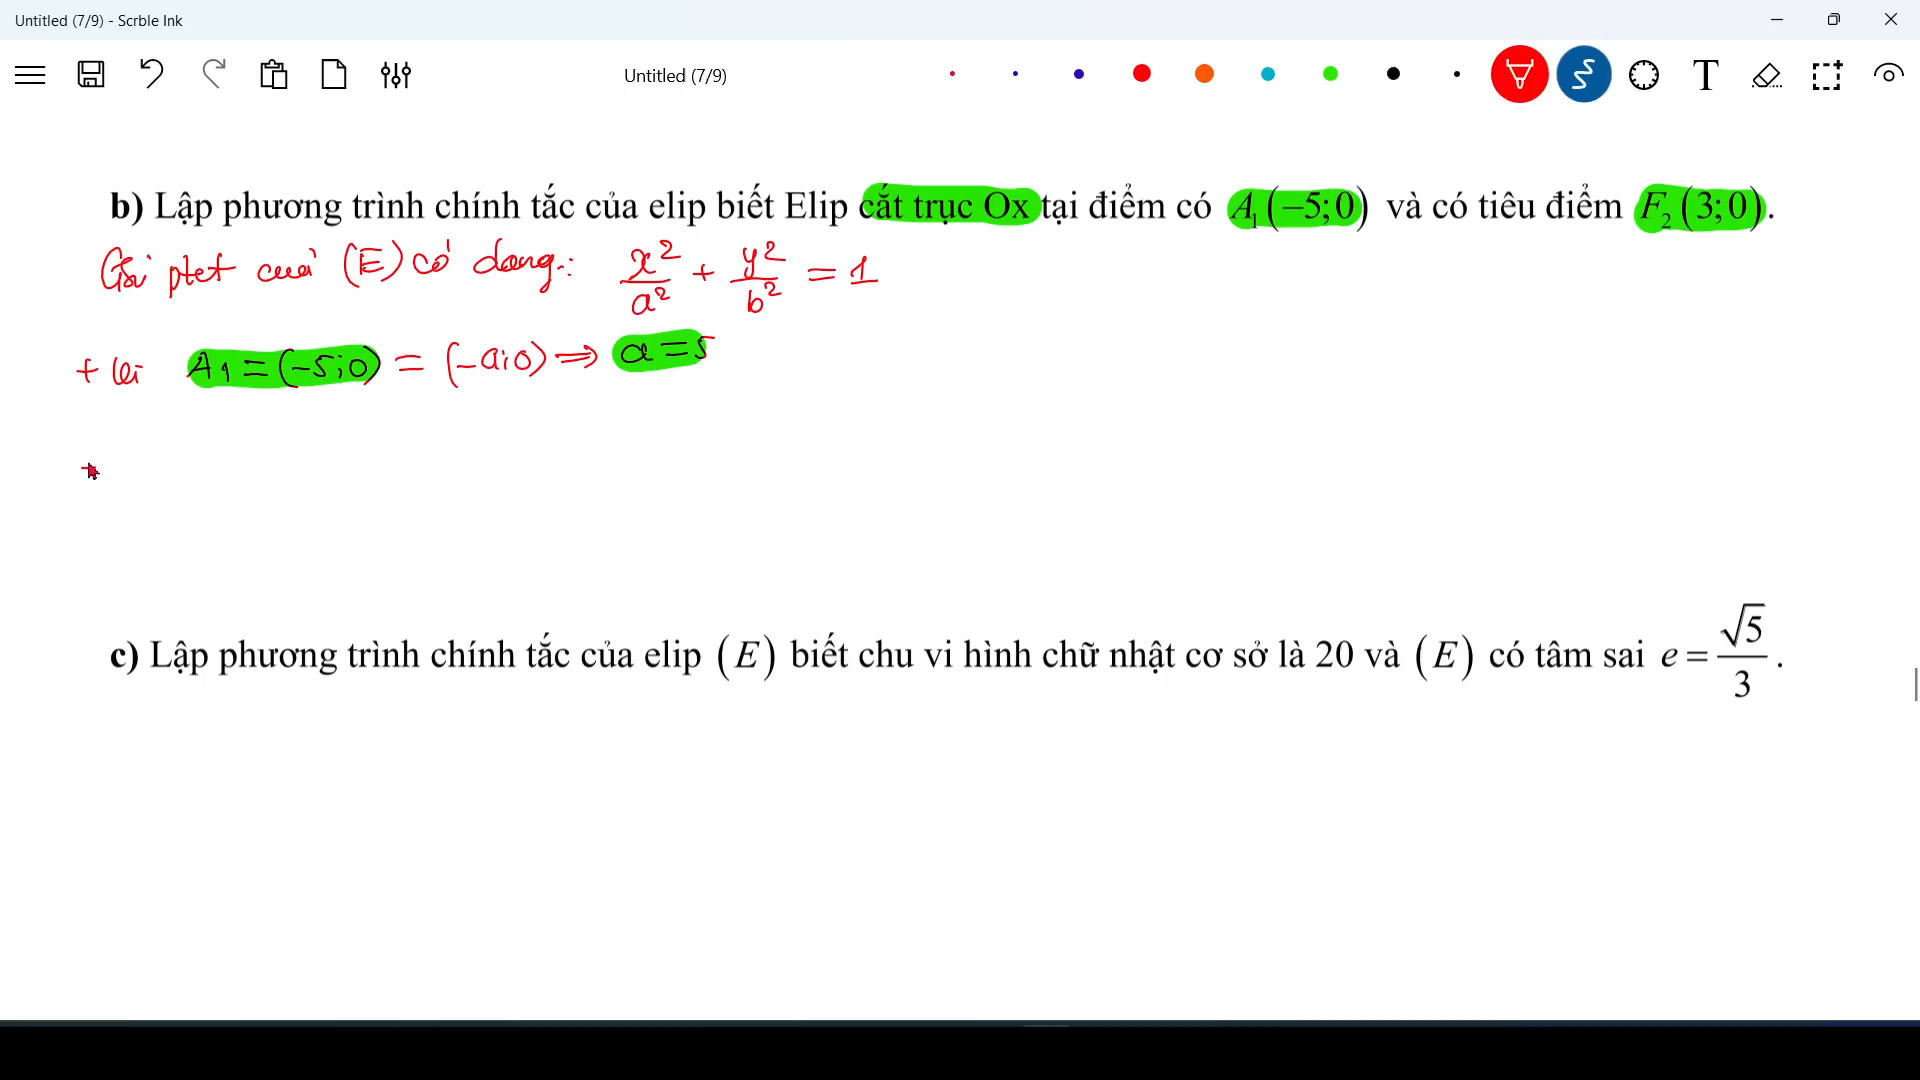 Untitled (7/9) - Scrble Ink
Untitled (7/9)
T
b) Lập phương trình chính tắc của elip biết Elip cắt trục Ox tại điểm có A₁(−5;0) và có tiêu điểm F₂(3;0).
Gọi ptct của (E) có dạng: x²/a² + y²/b² = 1
+ A₁ = (−5;0) = (−a;0) ⇒ a = 5
c) Lập phương trình chính tắc của elip (E) biết chu vi hình chữ nhật cơ sở là 20 và (E) có tâm sai e = √5/3.